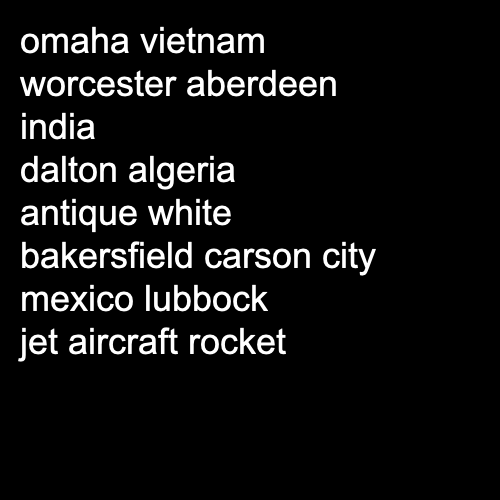 omaha vietnam
worcester aberdeen
india
dalton algeria
antique white
bakersfield carson city
mexico lubbock
jet aircraft rocket